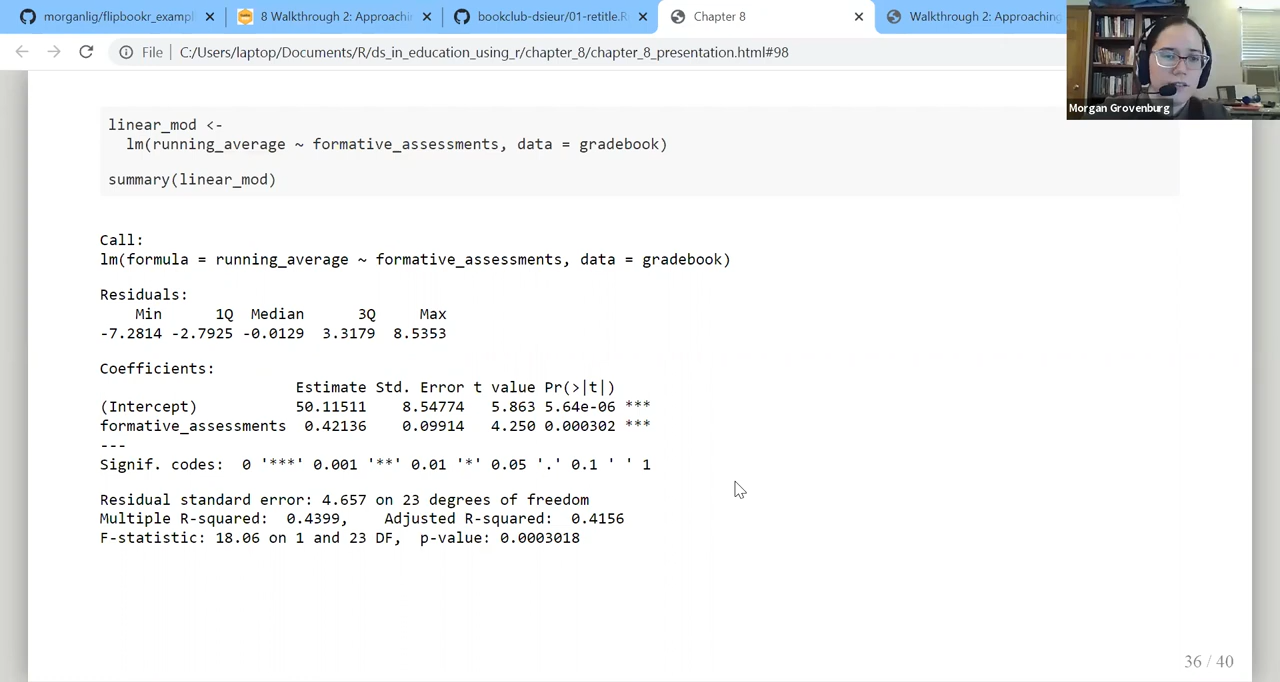 morganlig/flipbookr_exampl
8 Walkthrough 2: Approachin
bookclub-dsieur/01-retitle.R
Chapter 8
Walkthrough 2: Approaching
File | C:/Users/laptop/Documents/R/ds_in_education_using_r/chapter_8/chapter_8_presentation.html#98
Morgan Grovenburg
linear_mod <-
lm(running_average ~ formative_assessments, data = gradebook)
summary(linear_mod)
Call:
lm(formula = running_average ~ formative_assessments, data = gradebook)
Residuals:
Min 1Q Median 3Q Max
-7.2814 -2.7925 -0.0129 3.3179 8.5353
Coefficients:
Estimate Std. Error t value Pr(>|t|)
(Intercept) 50.11511 8.54774 5.863 5.64e-06 ***
formative_assessments 0.42136 0.09914 4.250 0.000302 ***
---
Signif. codes: 0 '***' 0.001 '**' 0.01 '*' 0.05 '.' 0.1 ' ' 1
Residual standard error: 4.657 on 23 degrees of freedom
Multiple R-squared: 0.4399, Adjusted R-squared: 0.4156
F-statistic: 18.06 on 1 and 23 DF, p-value: 0.0003018
36 / 40